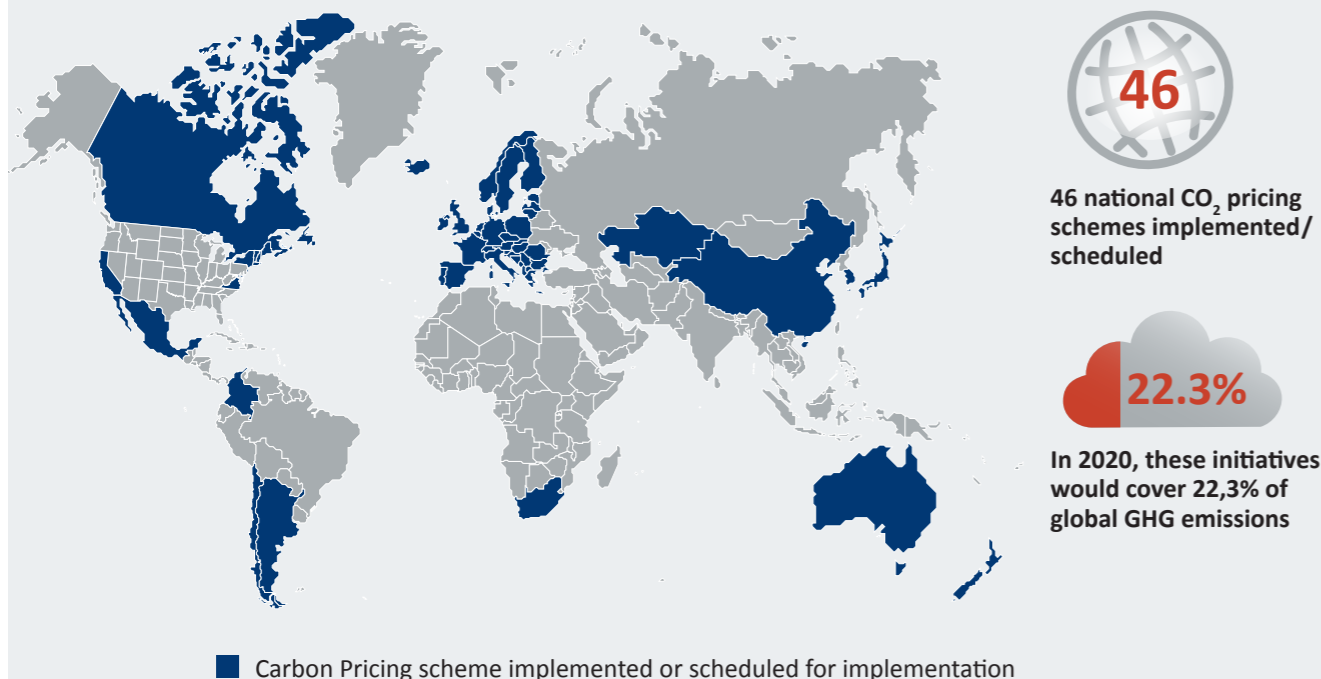 46
46 national CO₂ pricing
schemes implemented/
scheduled
22.3%
In 2020, these initiatives
would cover 22,3% of
global GHG emissions
Carbon Pricing scheme implemented or scheduled for implementation